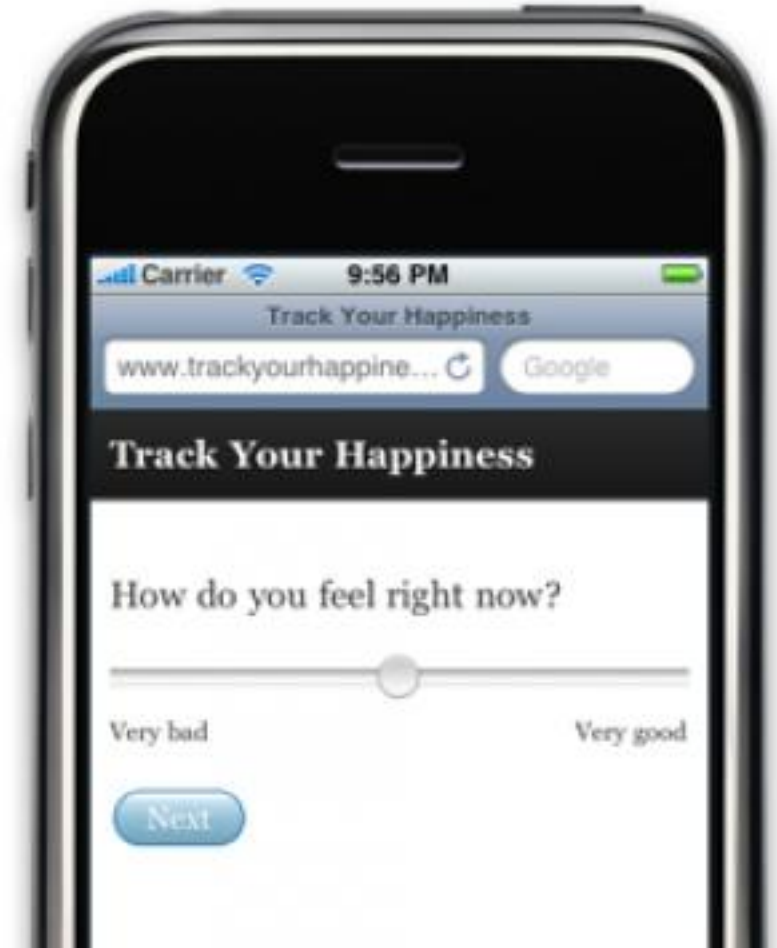 Carrier 9:56 PM
Track Your Happiness
www.trackyourhappine... Google
Track Your Happiness
How do you feel right now?
Very bad Very good
Next